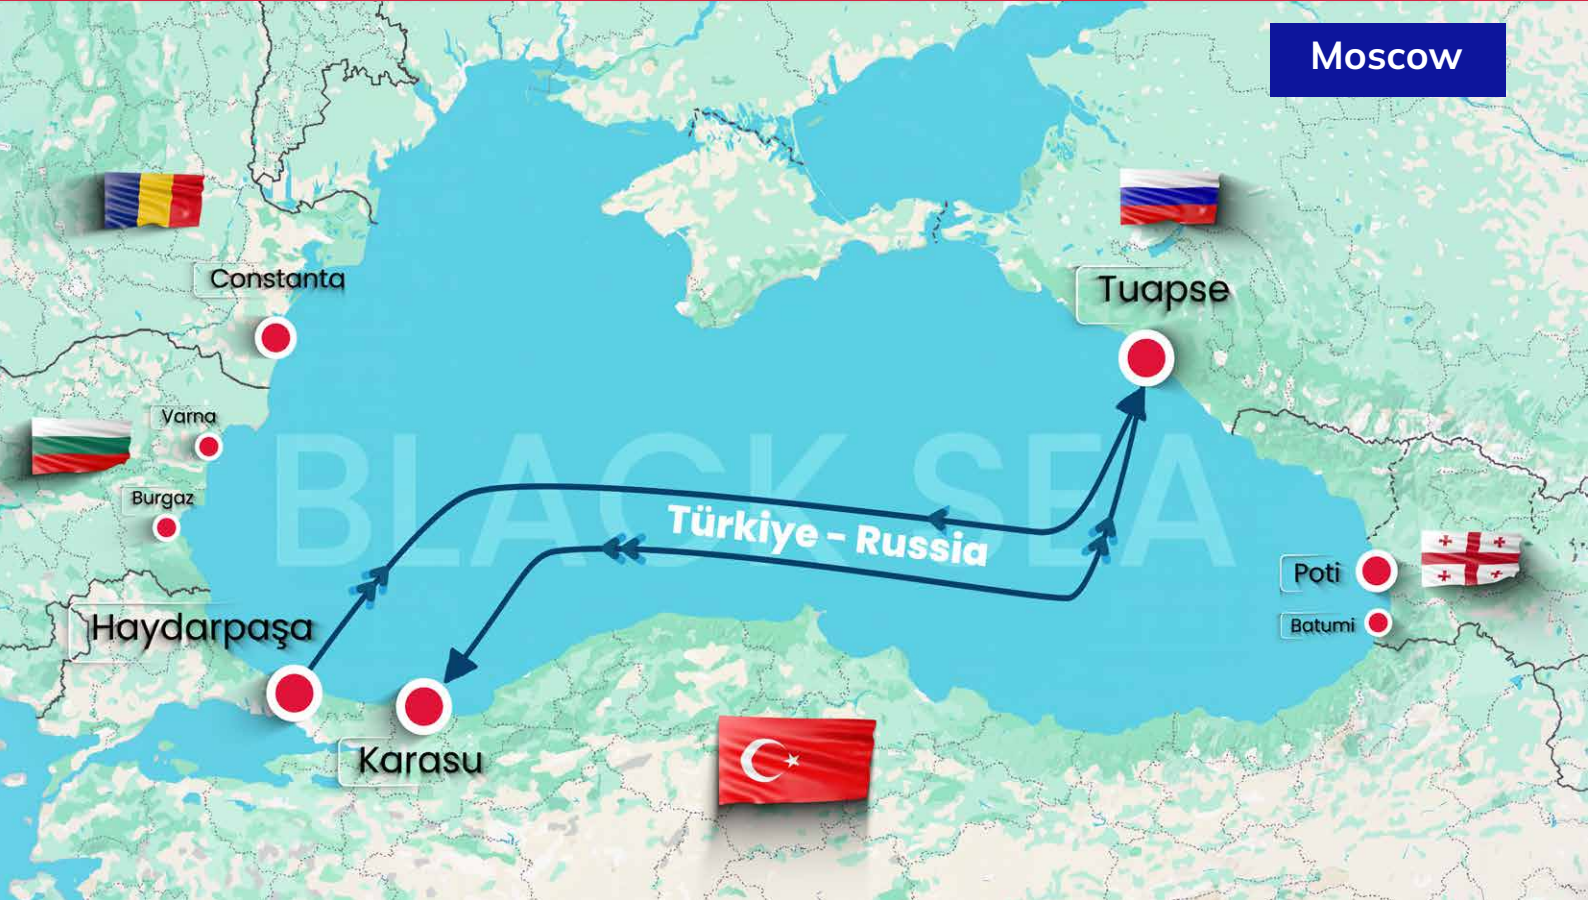 Moscow
Constanta
Tuapse
Varna
BLACK SEA
Burgaz
Türkiye - Russia
Poti
Haydarpaşa
Batumi
Karasu